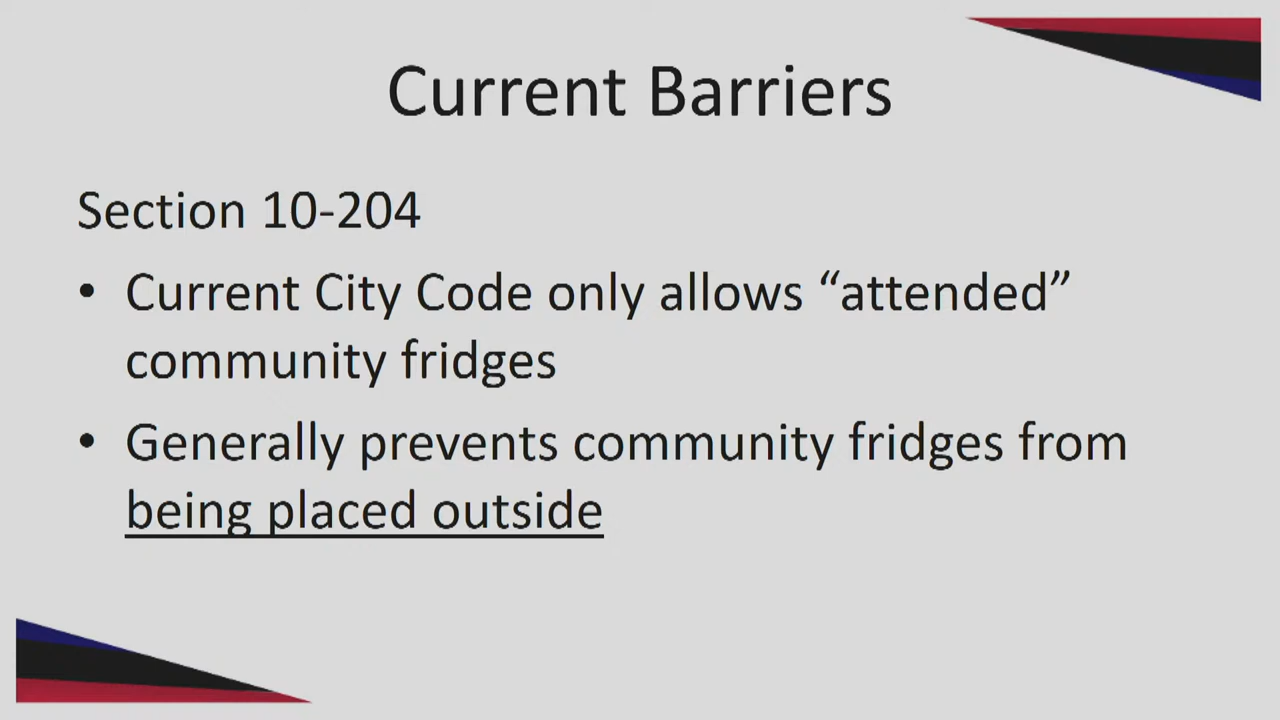 Current Barriers
Section 10-204
• Current City Code only allows “attended”
community fridges
• Generally prevents community fridges from
being placed outside